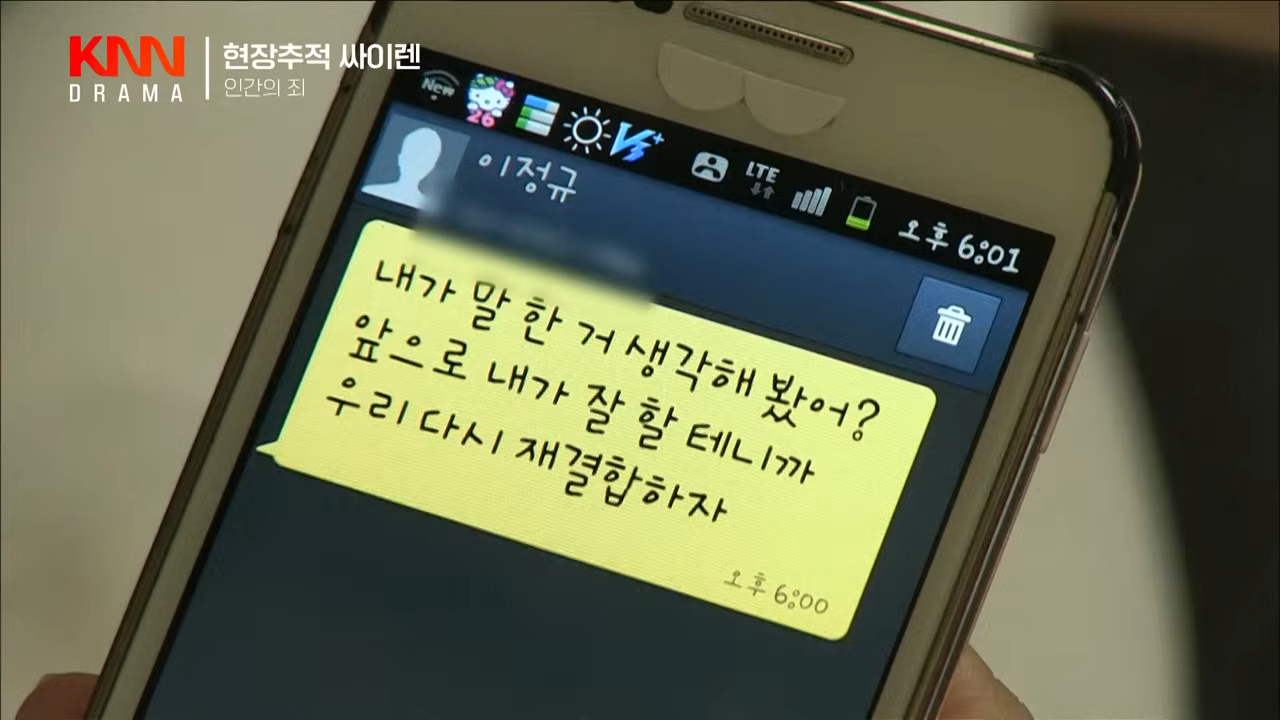 KNN
DRAMA
현장추적 싸이렌
인간의 죄
New
26
V3+
LTE
오후 6:01
이정규
내가 말 한 거 생각해 봤어?
앞으로 내가 잘 할 테니까
우리 다시 재결합하자
오후 6:00